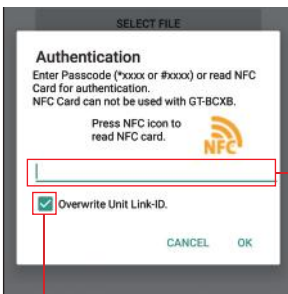 SELECT FILE
Authentication
Enter Passcode (*xxxx or #xxxx) or read NFC
Card for authentication.
NFC Card can not be used with GT-BCXB.
Press NFC icon to
read NFC card.
NFC
Overwrite Unit Link-ID.
CANCEL OK